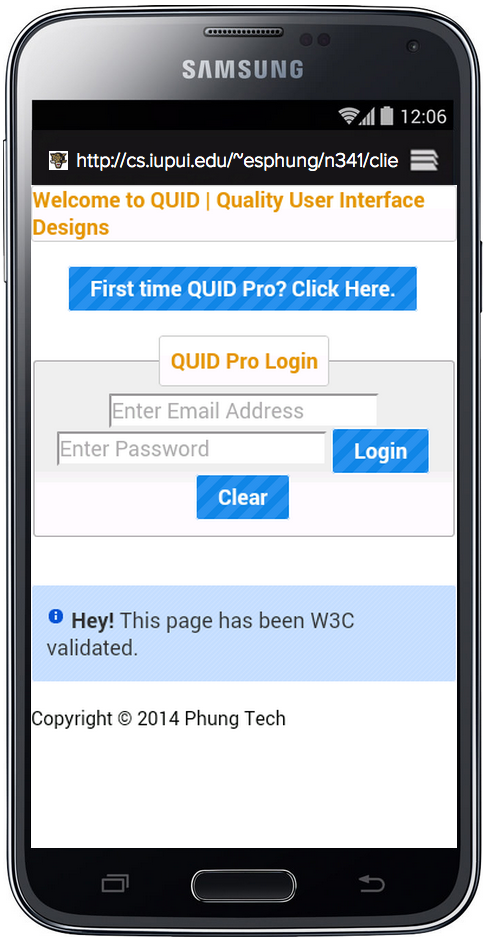 SAMSUNG
12:06
http://cs.iupui.edu/~esphung/n341/clie
Welcome to QUID | Quality User Interface
Designs
First time QUID Pro? Click Here.
QUID Pro Login
Enter Email Address
Enter Password
Login
Clear
Hey! This page has been W3C
validated.
Copyright © 2014 Phung Tech